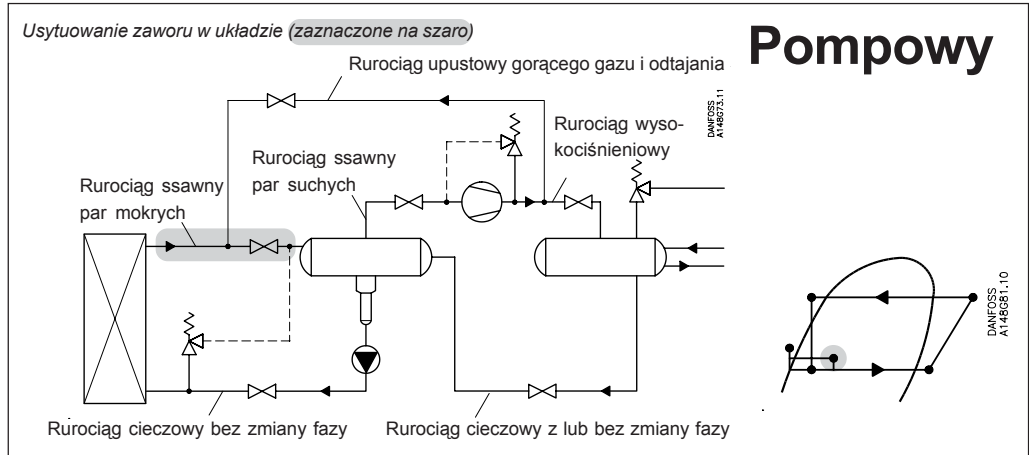 Usytuowanie zaworu w układzie (zaznaczone na szaro)
Pompowy
Rurociąg upustowy gorącego gazu i odtajania
DANFOSS
A148G73.11
Rurociąg wyso-
kociśnieniowy
Rurociąg ssawny
par suchych
Rurociąg ssawny
par mokrych
DANFOSS
A148G81.10
Rurociąg cieczowy bez zmiany fazy
Rurociąg cieczowy z lub bez zmiany fazy